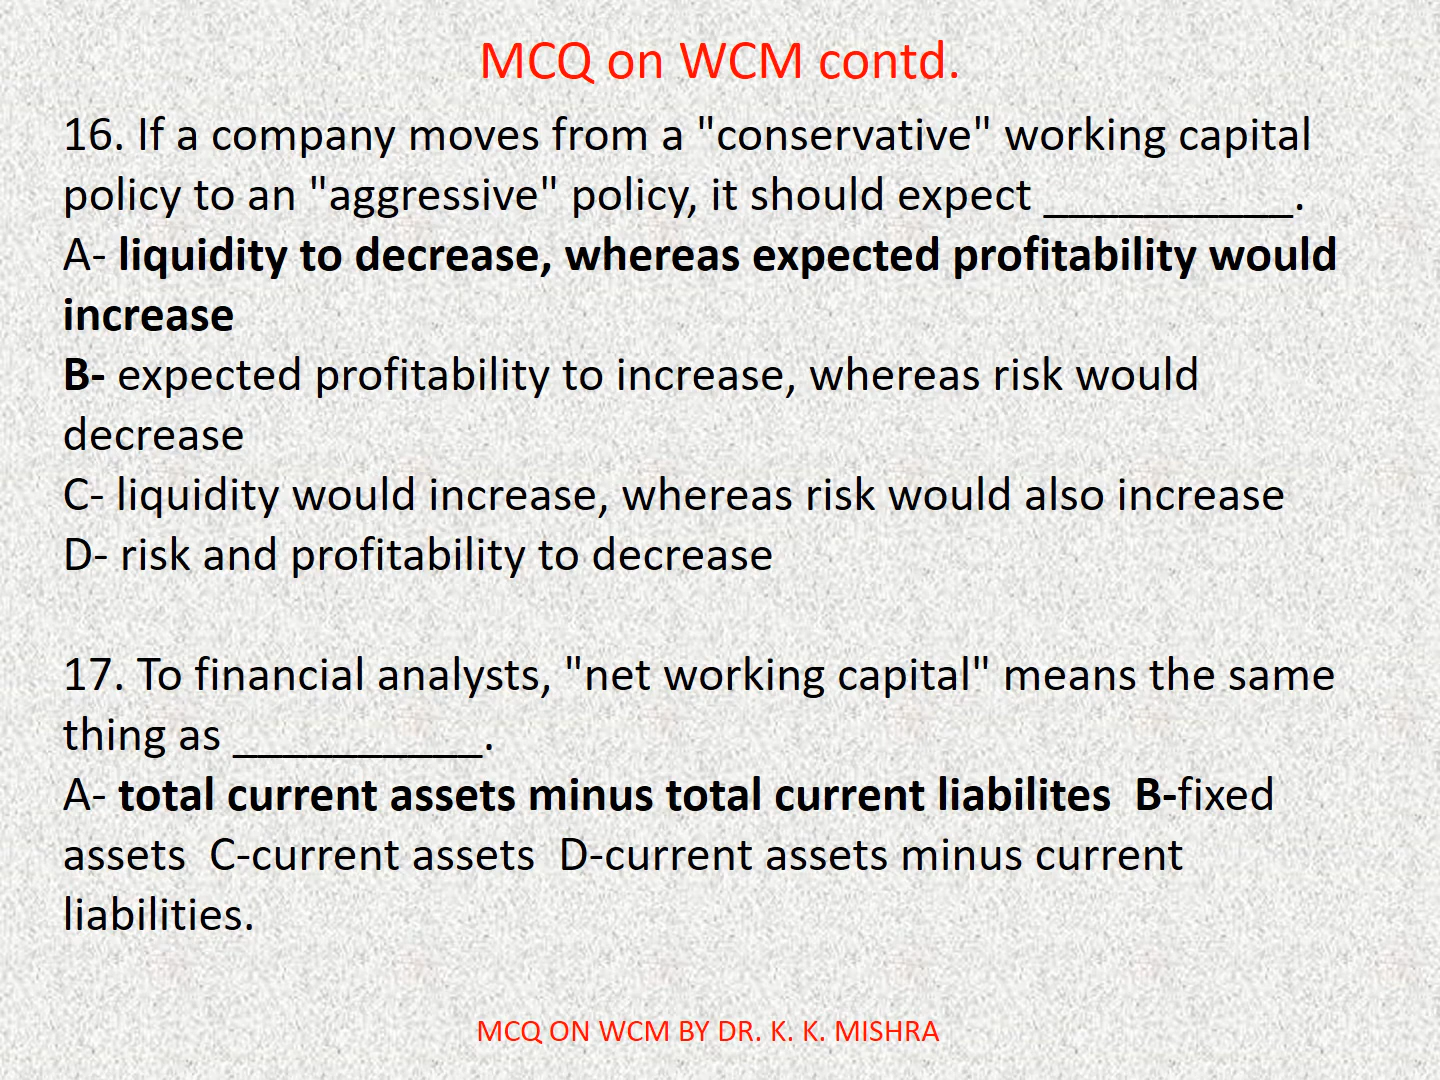 MCQ on WCM contd.
16. If a company moves from a "conservative" working capital
policy to an "aggressive" policy, it should expect __________.
A- liquidity to decrease, whereas expected profitability would
increase
B- expected profitability to increase, whereas risk would
decrease
C- liquidity would increase, whereas risk would also increase
D- risk and profitability to decrease
17. To financial analysts, "net working capital" means the same
thing as __________.
A- total current assets minus total current liabilites  B-fixed
assets  C-current assets  D-current assets minus current
liabilities.
MCQ ON WCM BY DR. K. K. MISHRA